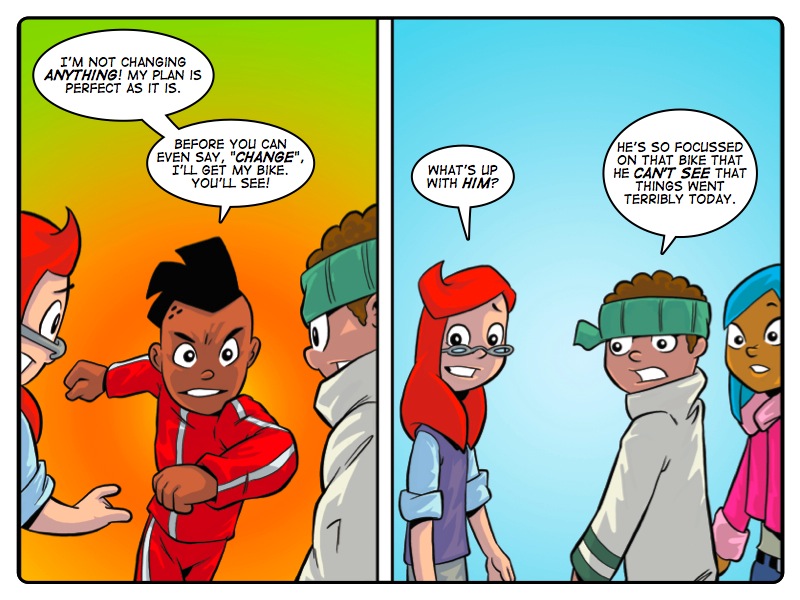 I'M NOT CHANGING
ANYTHING! MY PLAN IS
PERFECT AS IT IS.
BEFORE YOU CAN
EVEN SAY, "CHANGE",
I'LL GET MY BIKE.
YOU'LL SEE!
WHAT'S UP
WITH HIM?
HE'S SO FOCUSSED
ON THAT BIKE THAT
HE CAN'T SEE THAT
THINGS WENT
TERRIBLY TODAY.